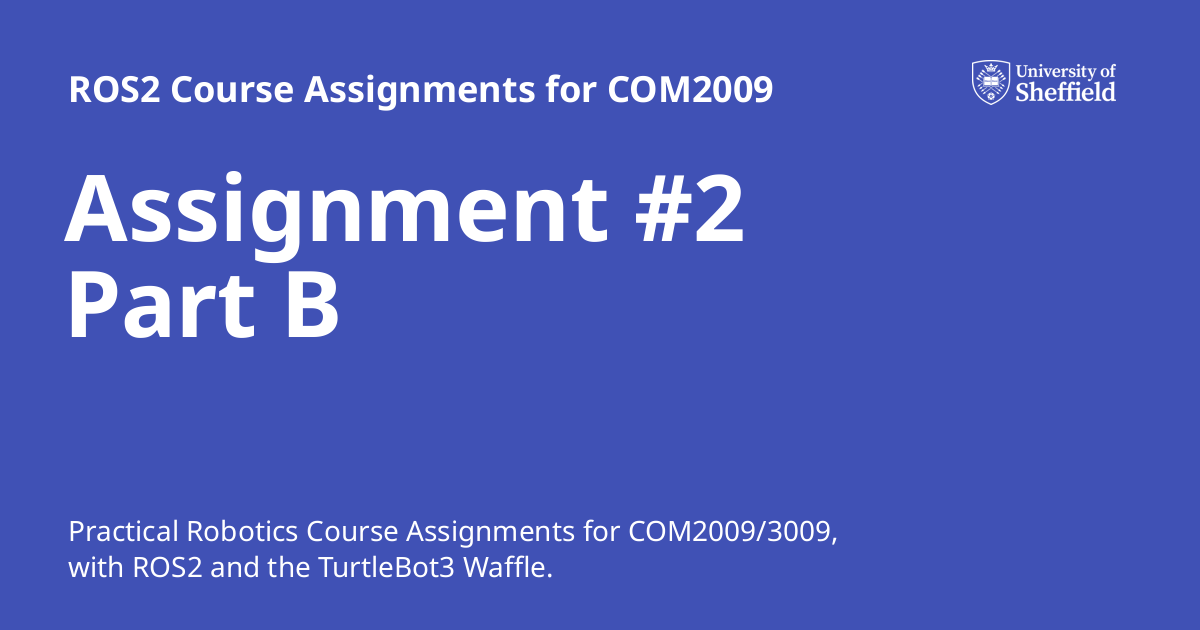 ROS2 Course Assignments for COM2009
University of
Sheffield
Assignment #2
Part B
Practical Robotics Course Assignments for COM2009/3009,
with ROS2 and the TurtleBot3 Waffle.